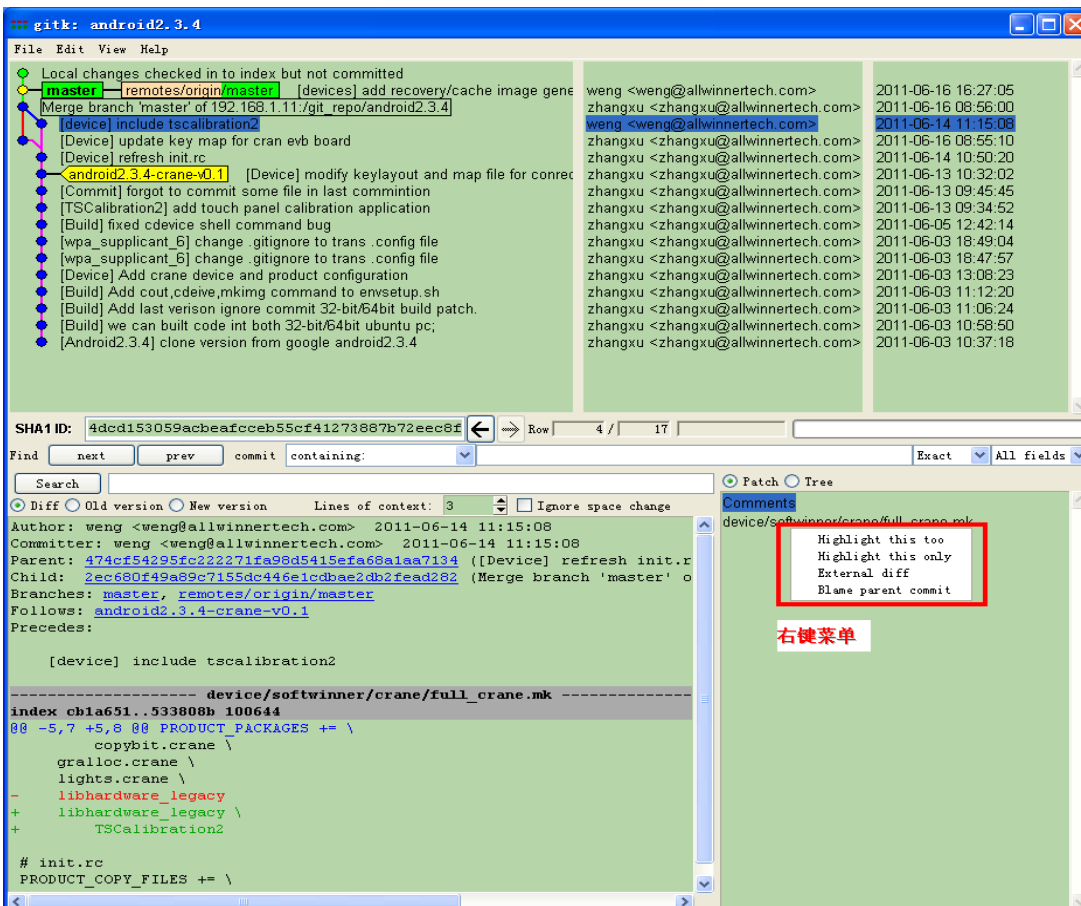 gitk: android2.3.4
File Edit View Help
Local changes checked in to index but not committed
master remotes/origin/master [devices] add recovery/cache image gene weng <weng@allwinnertech.com> 2011-06-16 16:27:05
Merge branch 'master' of 192.168.1.11:/git_repo/android2.3.4 zhangxu <zhangxu@allwinnertech.com> 2011-06-16 08:56:00
[device] include tscalibration2 weng <weng@allwinnertech.com> 2011-06-14 11:15:08
[Device] update key map for cran evb board zhangxu <zhangxu@allwinnertech.com> 2011-06-16 08:55:10
[Device] refresh init.rc zhangxu <zhangxu@allwinnertech.com> 2011-06-14 10:50:20
android2.3.4-crane-v0.1 [Device] modify keylayout and map file for conrec zhangxu <zhangxu@allwinnertech.com> 2011-06-13 10:32:02
[Commit] forgot to commit some file in last commintion zhangxu <zhangxu@allwinnertech.com> 2011-06-13 09:45:45
[TSCalibration2] add touch panel calibration application zhangxu <zhangxu@allwinnertech.com> 2011-06-13 09:34:52
[Build] fixed cdevice shell command bug zhangxu <zhangxu@allwinnertech.com> 2011-06-05 12:42:14
[wpa_supplicant_6] change .gitignore to trans .config file zhangxu <zhangxu@allwinnertech.com> 2011-06-03 18:49:04
[wpa_supplicant_6] change .gitignore to trans .config file zhangxu <zhangxu@allwinnertech.com> 2011-06-03 18:47:57
[Device] Add crane device and product configuration zhangxu <zhangxu@allwinnertech.com> 2011-06-03 13:08:23
[Build] Add cout,cdeive,mkimg command to envsetup.sh zhangxu <zhangxu@allwinnertech.com> 2011-06-03 11:12:20
[Build] Add last verison ignore commit 32-bit/64bit build patch. zhangxu <zhangxu@allwinnertech.com> 2011-06-03 11:06:24
[Build] we can built code int both 32-bit/64bit ubuntu pc; zhangxu <zhangxu@allwinnertech.com> 2011-06-03 10:58:50
[Android2.3.4] clone version from google android2.3.4 zhangxu <zhangxu@allwinnertech.com> 2011-06-03 10:37:18
SHA1 ID: 4dcd153059acbeafcceb55cf41273887b72eec8f Row 4 / 17
Find next prev commit containing: Exact All fields
Search
Diff Old version New version Lines of context: 3 Ignore space change
Author: weng <weng@allwinnertech.com> 2011-06-14 11:15:08
Committer: weng <weng@allwinnertech.com> 2011-06-14 11:15:08
Parent: 474cf54295fc222271fa98d5415efa68a1aa7134 ([Device] refresh init.r
Child: 2ec680f49a89c7155dc446e1cdbae2db2fead282 (Merge branch 'master' o
Branches: master, remotes/origin/master
Follows: android2.3.4-crane-v0.1
Precedes:
[device] include tscalibration2
-------------------- device/softwinner/crane/full_crane.mk --------------
index cb1a651..533808b 100644
@@ -5,7 +5,8 @@ PRODUCT_PACKAGES += \
copybit.crane \
gralloc.crane \
lights.crane \
- libhardware_legacy
+ libhardware_legacy \
+ TSCalibration2
# init.rc
PRODUCT_COPY_FILES += \
Patch Tree
Comments
device/softwinner/crane/full_crane.mk
Highlight this too
Highlight this only
External diff
Blame parent commit
右键菜单